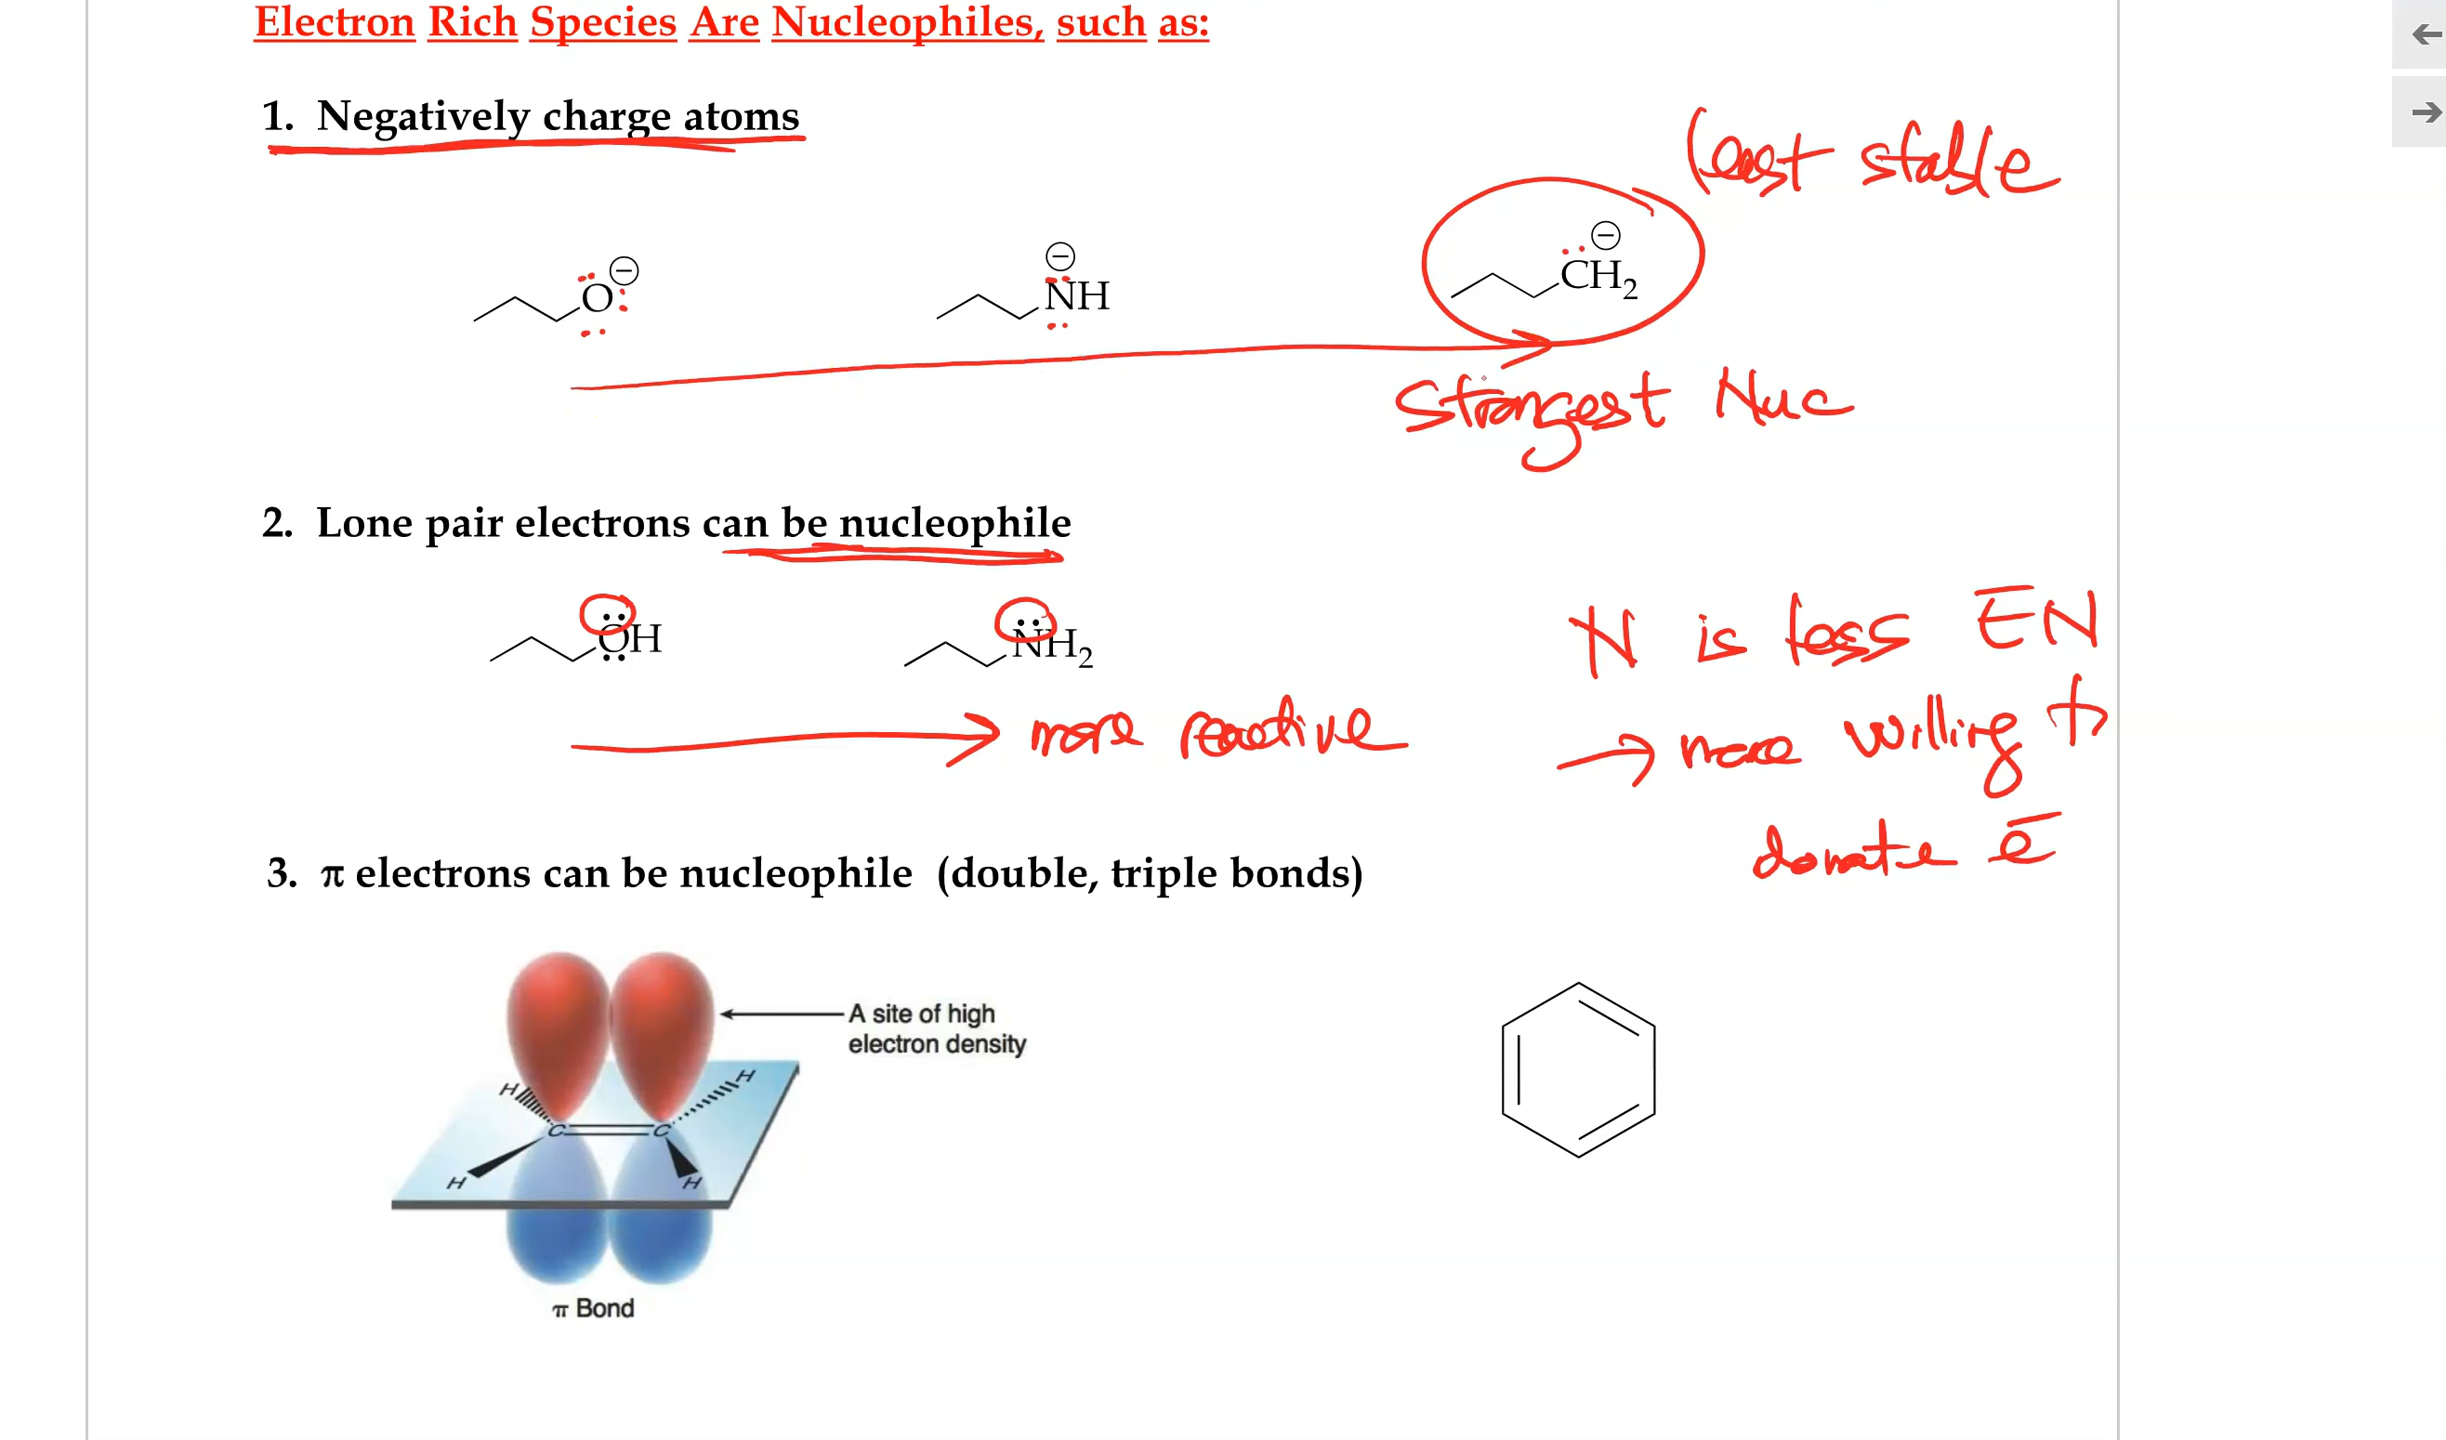 Electron Rich Species Are Nucleophiles, such as:
1. Negatively charge atoms
least stable
O
NH
CH2
Strongest Nuc
2. Lone pair electrons can be nucleophile
OH
NH2
N is less EN
more reactive
→ more willing to
donate e
3. π electrons can be nucleophile (double, triple bonds)
A site of high
electron density
H
H
C
C
H
H
π Bond